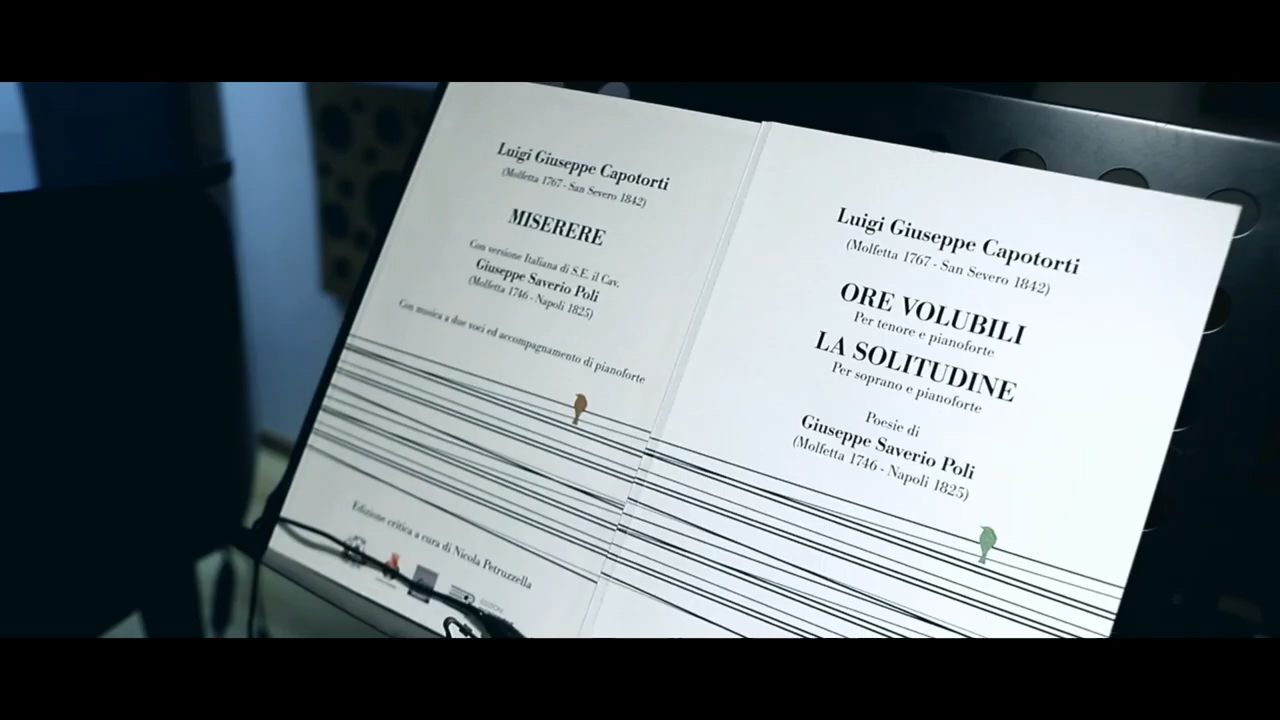 Luigi Giuseppe Capotorti
(Molfetta 1767 - San Severo 1842)
MISERERE
Con versione Italiana di S.E. il Cav.
Giuseppe Saverio Poli
(Molfetta 1746 - Napoli 1825)
Con musica a due voci ed accompagnamento di pianoforte
Edizione critica a cura di Nicola Petruzzella
Luigi Giuseppe Capotorti
(Molfetta 1767 - San Severo 1842)
ORE VOLUBILI
Per tenore e pianoforte
LA SOLITUDINE
Per soprano e pianoforte
Poesie di
Giuseppe Saverio Poli
(Molfetta 1746 - Napoli 1825)